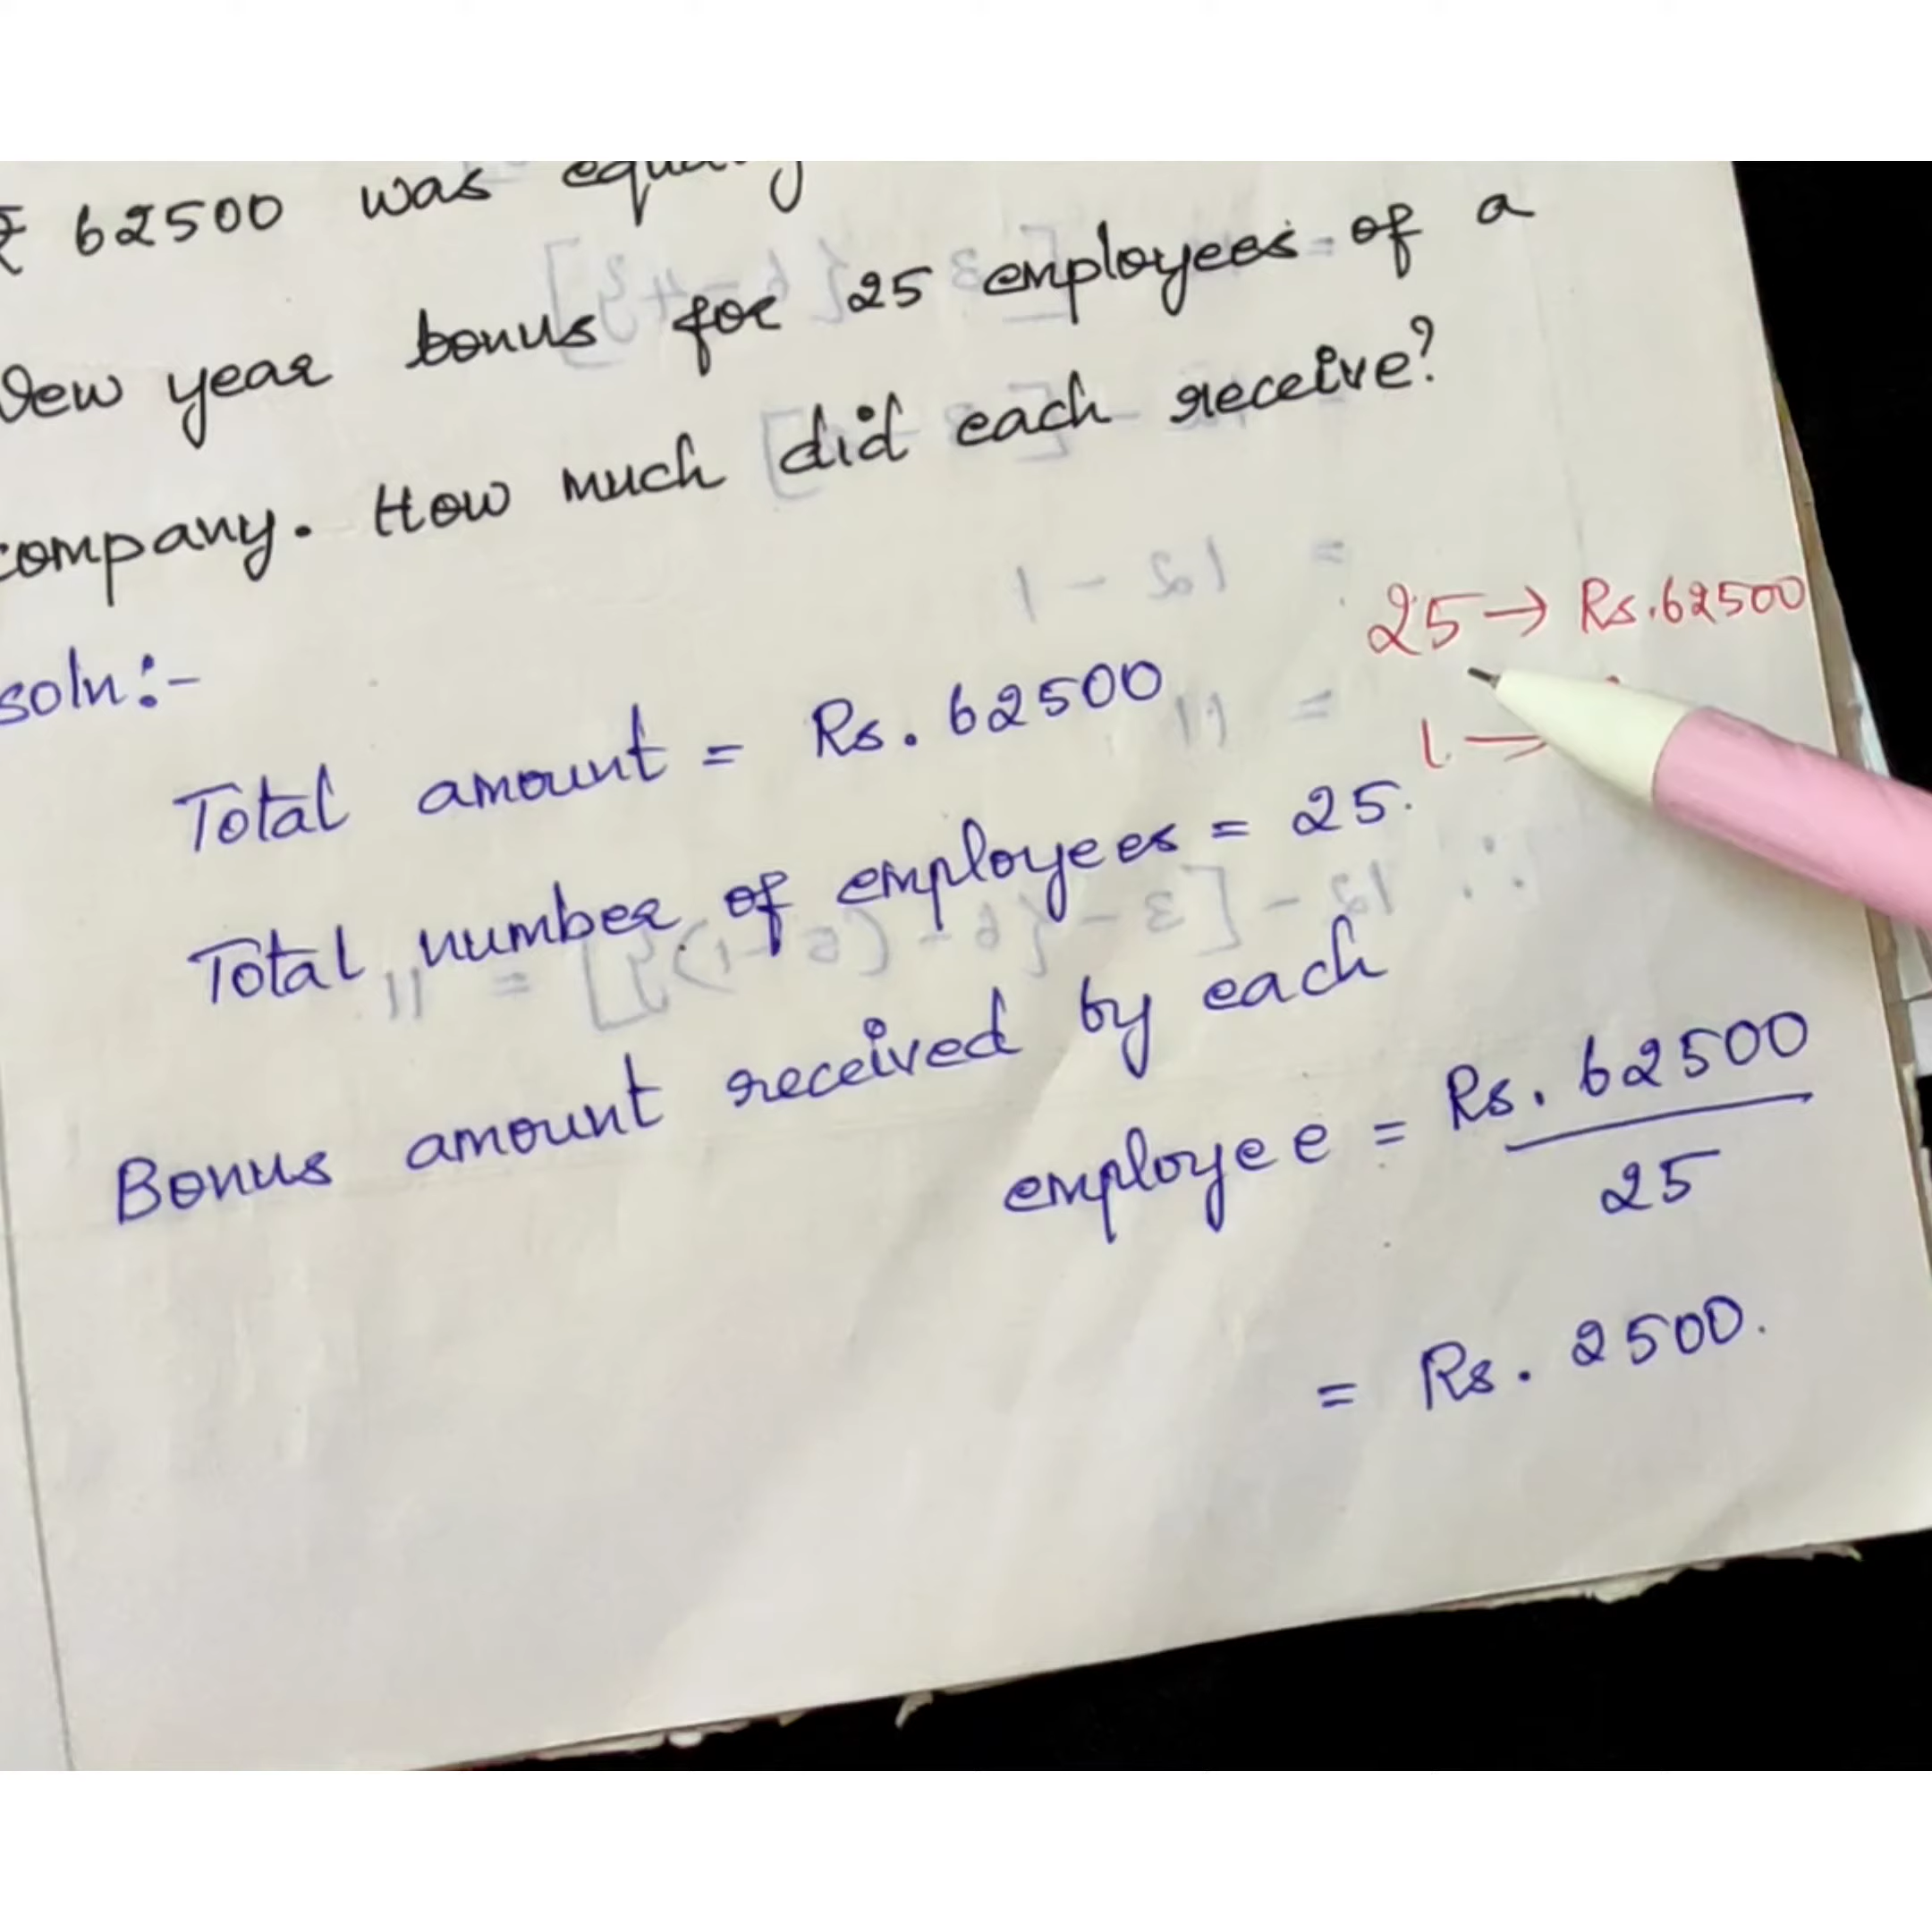 ₹ 62500 was equally
New year bonus for 25 employees of a
company. How much did each receive?
soln:-
25 → Rs.62500
1 →
Total amount = Rs. 62500
Total number of employees = 25.
Bonus amount received by each
employee = Rs. 62500
25
= Rs. 2500.